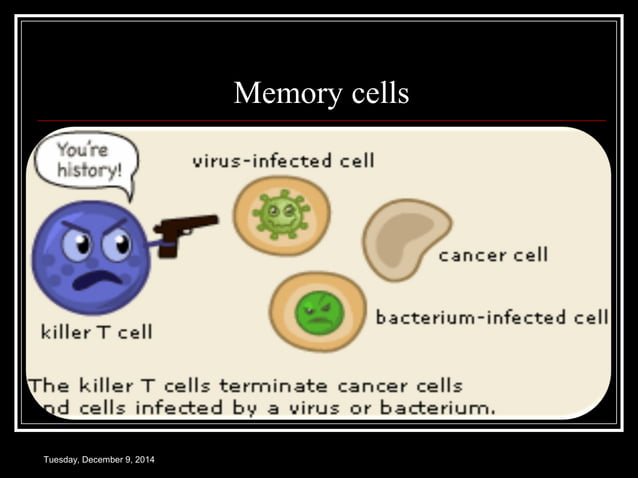 Memory cells
You're
history!
virus-infected cell
cancer cell
bacterium-infected cell
killer T cell
The killer T cells terminate cancer cells
and cells infected by a virus or bacterium.
Tuesday, December 9, 2014